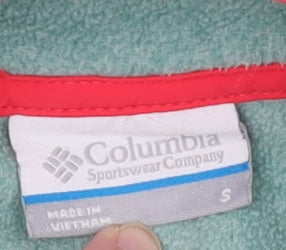 Columbia
Sportswear Company
S
MADE IN
VIETNAM